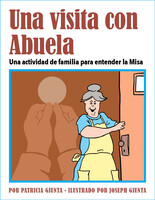 Una visita con
Abuela
Una actividad de familia para entender la Misa
POR PATRICIA GIESTA • ILUSTRADO POR JOSEPH GIESTA